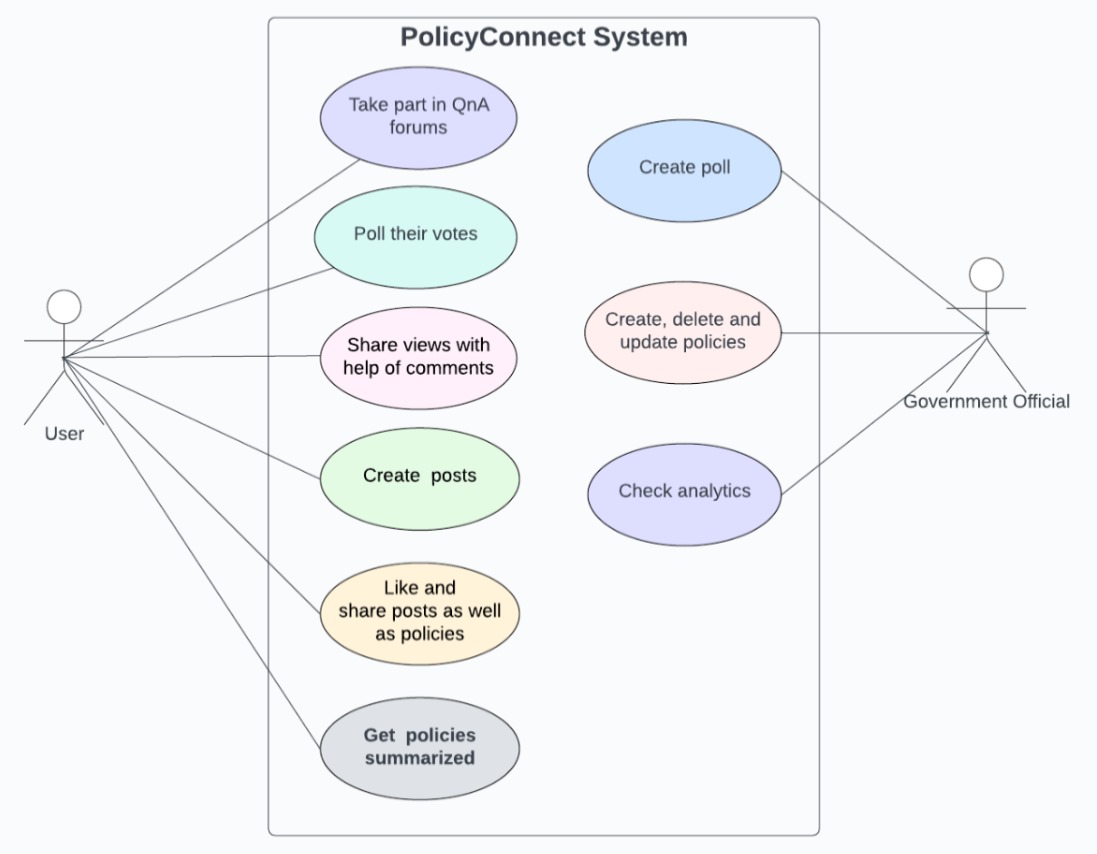 PolicyConnect System
Take part in QnA
forums
Poll their votes
Share views with
help of comments
Create  posts
Like and
share posts as well
as policies
Get  policies
summarized
Create poll
Create, delete and
update policies
Check analytics
User
Government Official